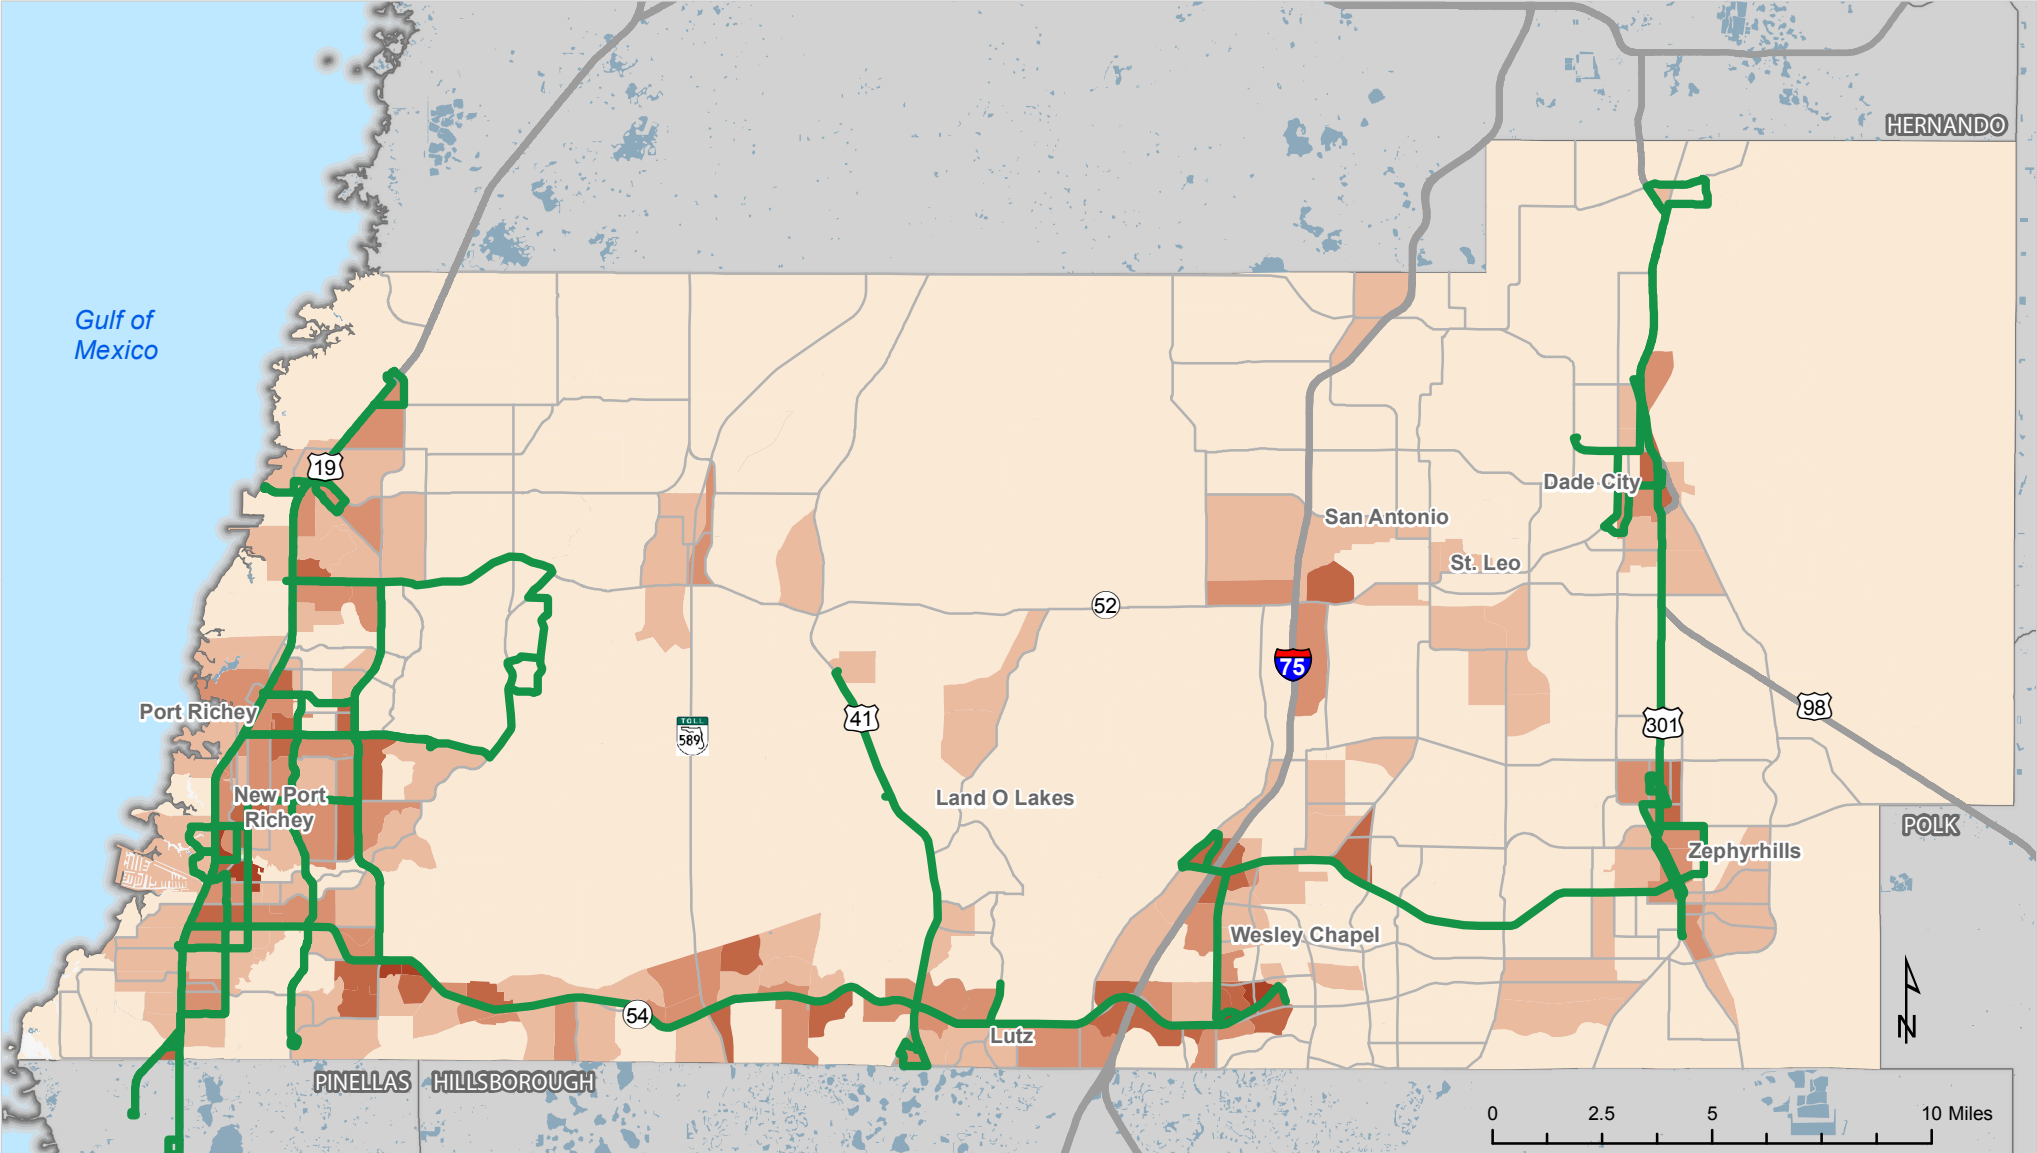 HERNANDO
Gulf of
Mexico
19
Dade City
San Antonio
St. Leo
52
75
Port Richey
41
TOLL
589
301
98
New Port
Richey
Land O Lakes
POLK
Zephyrhills
Wesley Chapel
54
Lutz
N
PINELLAS
HILLSBOROUGH
0 2.5 5 10 Miles